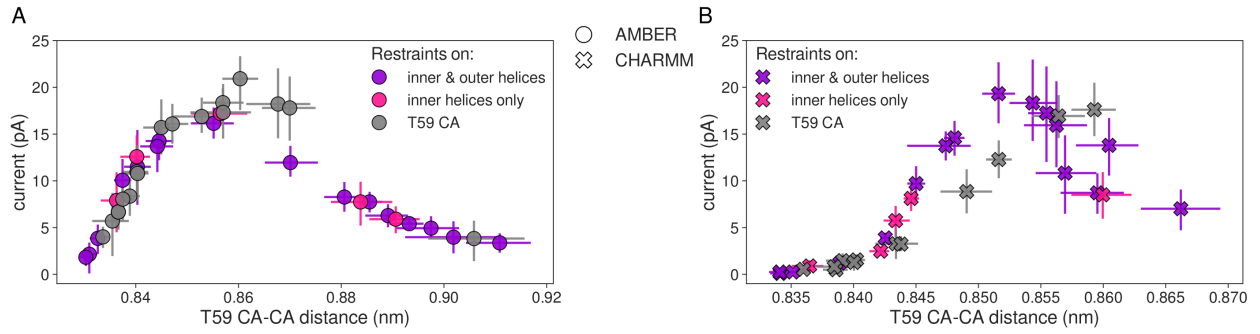 A
25
20
15
10
5
0
current (pA)
0.84
0.86
0.88
0.90
0.92
T59 CA-CA distance (nm)
Restraints on:
inner & outer helices
inner helices only
T59 CA
AMBER
CHARMM
B
25
20
15
10
5
0
current (pA)
0.835
0.840
0.845
0.850
0.855
0.860
0.865
0.870
T59 CA-CA distance (nm)
Restraints on:
inner & outer helices
inner helices only
T59 CA